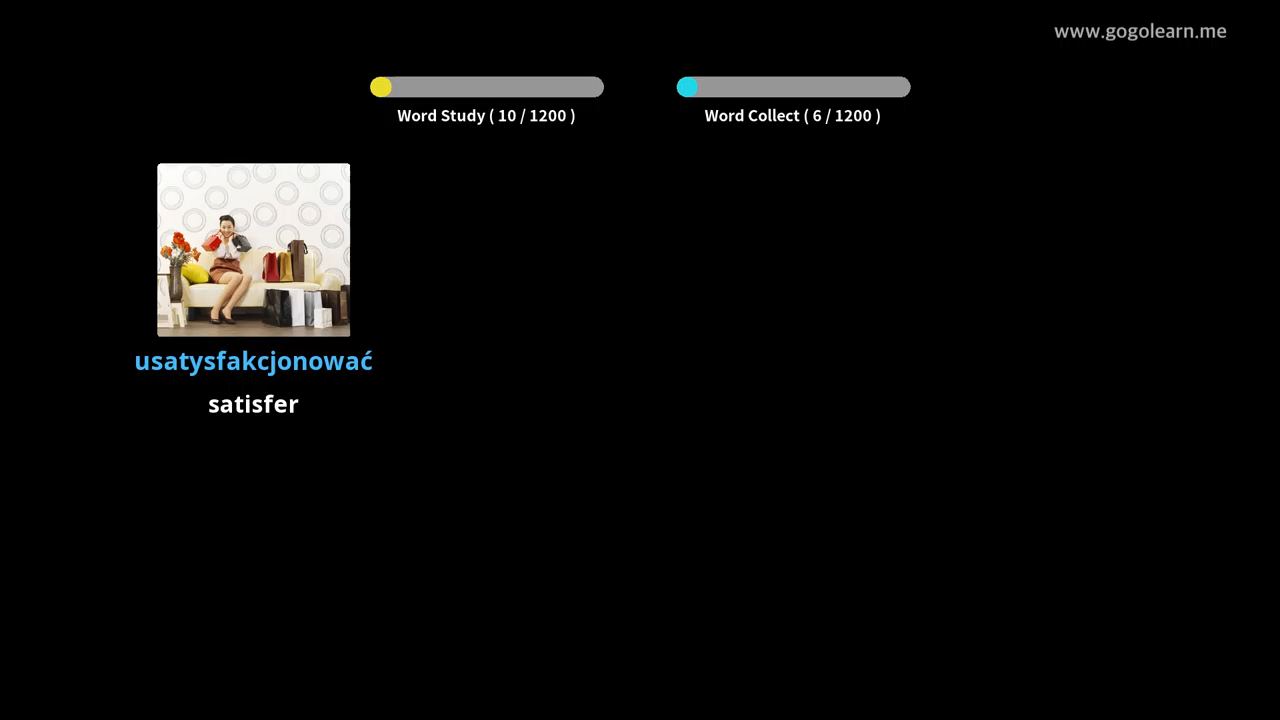 www.gogolearn.me
Word Study ( 10 / 1200 )
Word Collect ( 6 / 1200 )
usatysfakcjonować
satisfer